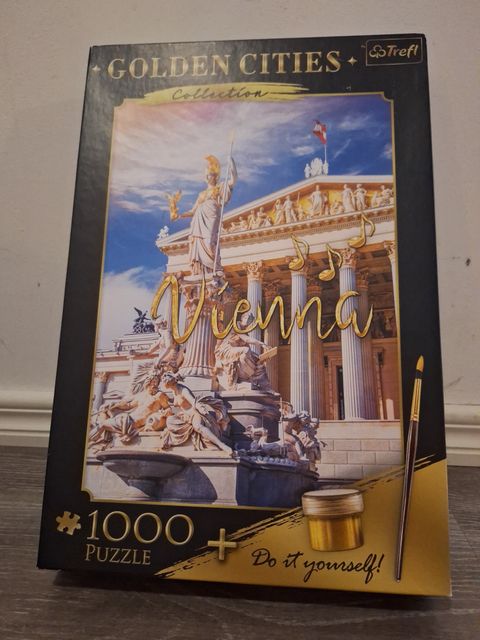 Trefl
GOLDEN CITIES
Collection
Vienna
1000
PUZZLE
+
Do it yourself!